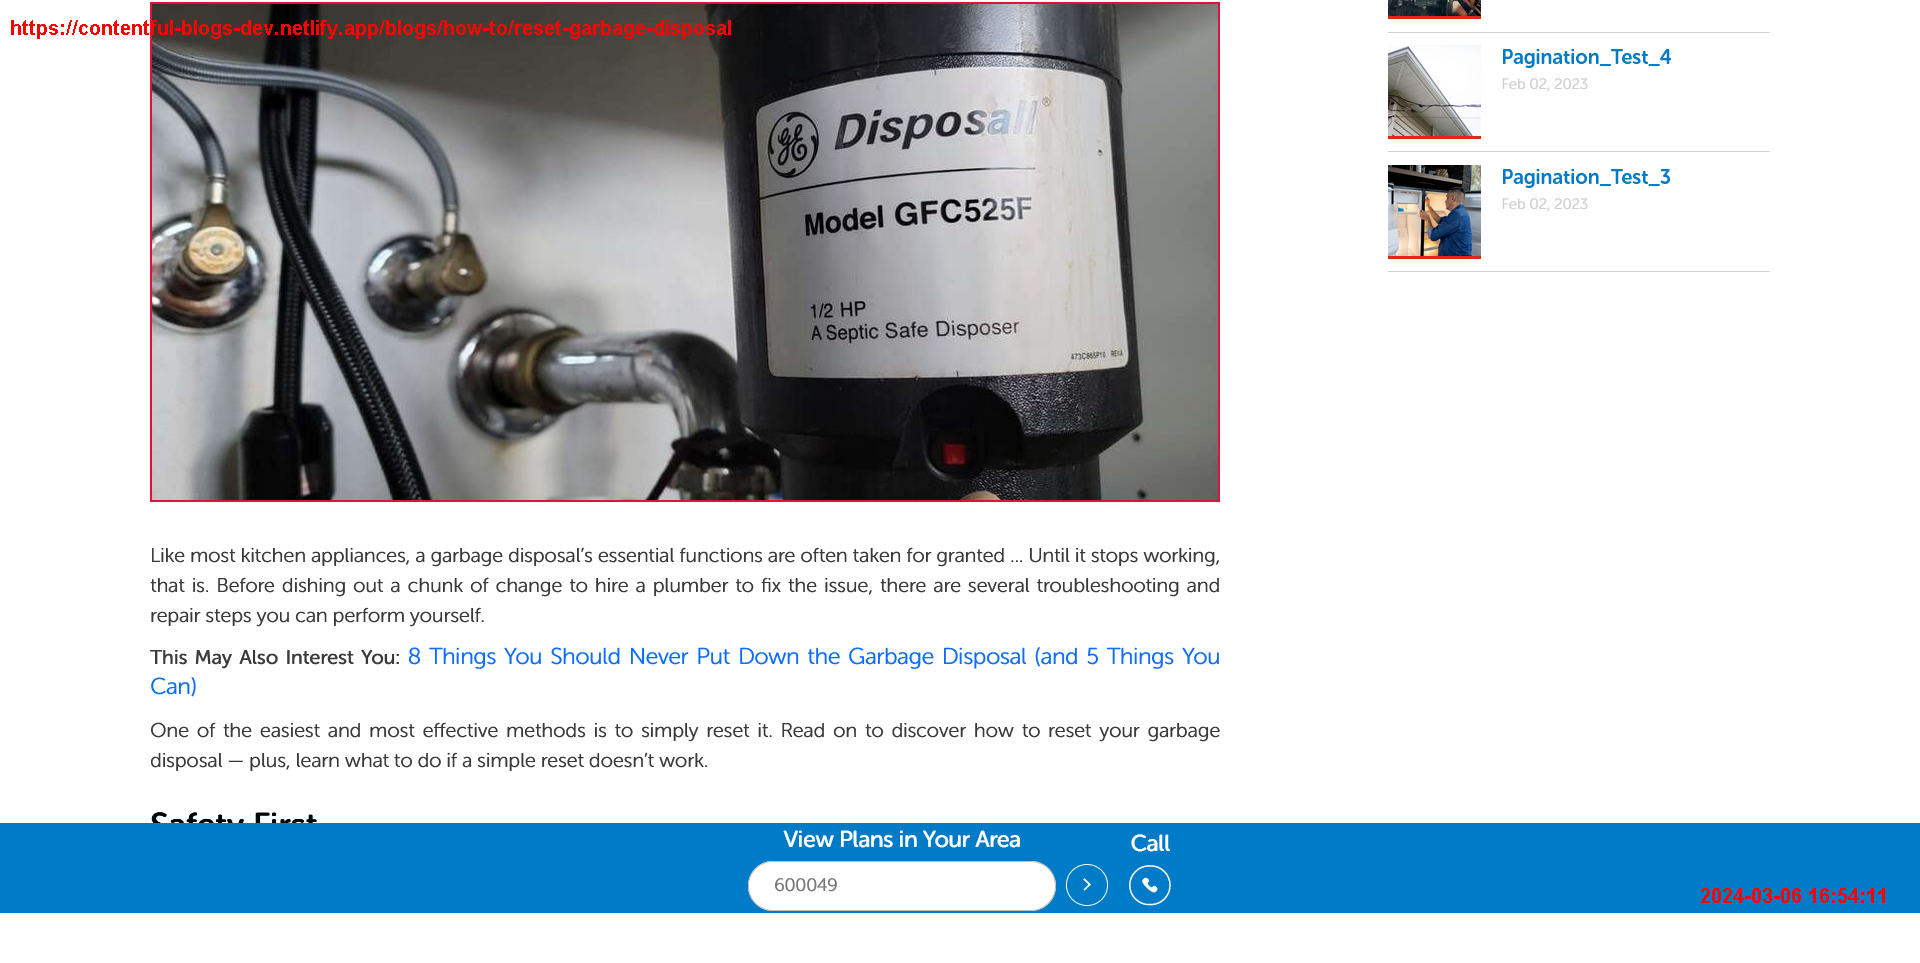 https://contentful-blogs-dev.netlify.app/blogs/how-to/reset-garbage-disposal
GE Disposall®
Model GFC525F
1/2 HP
A Septic Safe Disposer
473C865P10 REV.4
Pagination_Test_4
Feb 02, 2023
Pagination_Test_3
Feb 02, 2023
Like most kitchen appliances, a garbage disposal’s essential functions are often taken for granted ... Until it stops working,
that is. Before dishing out a chunk of change to hire a plumber to fix the issue, there are several troubleshooting and
repair steps you can perform yourself.
This May Also Interest You: 8 Things You Should Never Put Down the Garbage Disposal (and 5 Things You
Can)
One of the easiest and most effective methods is to simply reset it. Read on to discover how to reset your garbage
disposal — plus, learn what to do if a simple reset doesn’t work.
Safety First
View Plans in Your Area
Call
600049
2024-03-06 16:54:11